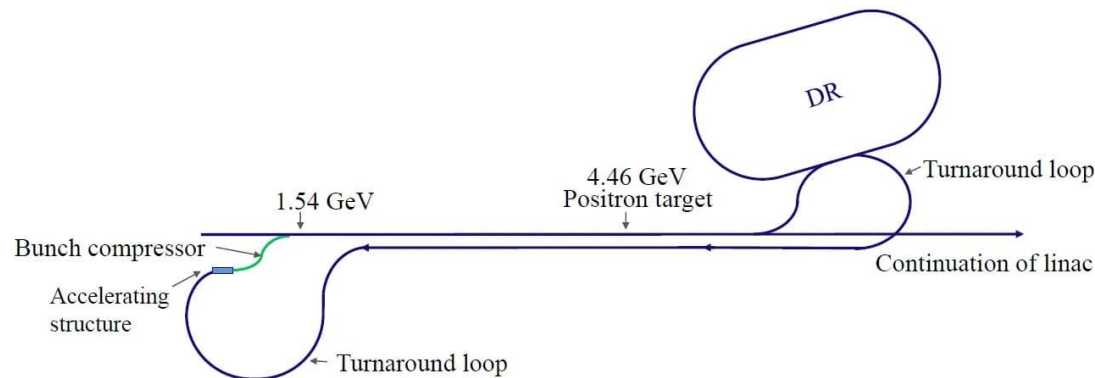 DR
Turnaround loop
4.46 GeV
Positron target
1.54 GeV
Bunch compressor
Continuation of linac
Accelerating
structure
Turnaround loop